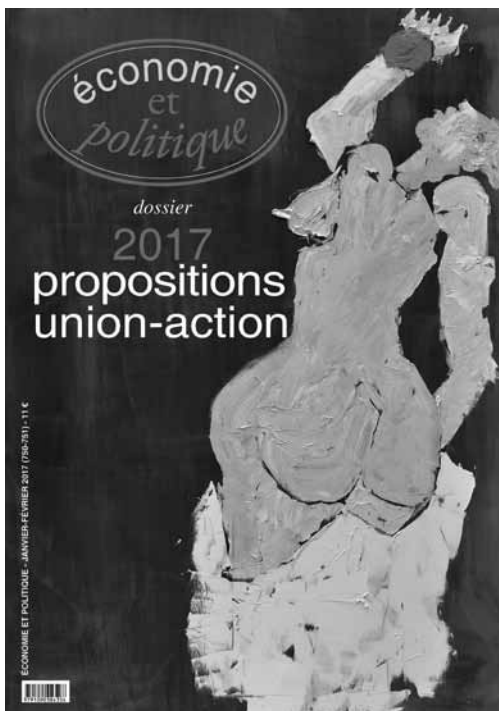 économie
et
politique
dossier
2017
propositions
union-action
ÉCONOMIE ET POLITIQUE - JANVIER-FÉVRIER 2017 (750-751) - 11 €